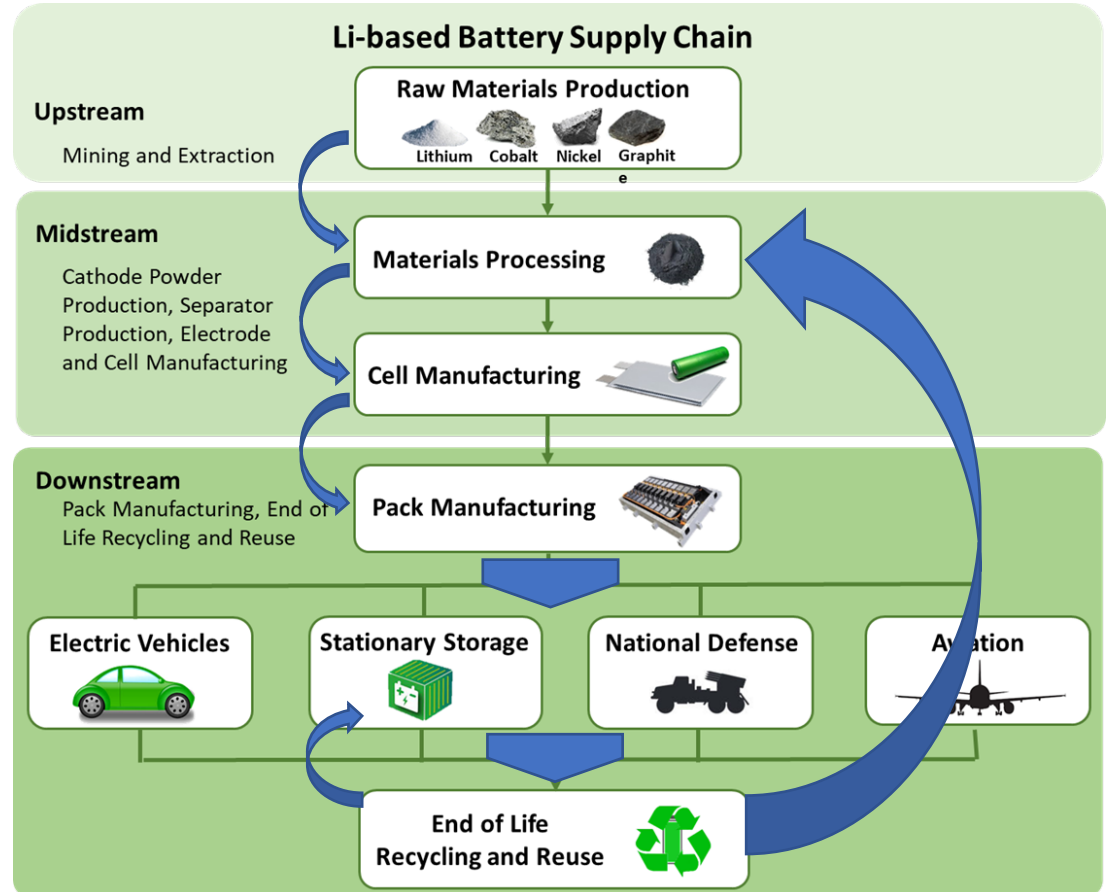 Li-based Battery Supply Chain
Raw Materials Production
Lithium Cobalt Nickel Graphit
e
Upstream
Mining and Extraction
Midstream
Cathode Powder
Production, Separator
Production, Electrode
and Cell Manufacturing
Materials Processing
Cell Manufacturing
Downstream
Pack Manufacturing, End of
Life Recycling and Reuse
Pack Manufacturing
Electric Vehicles
Stationary Storage
National Defense
Aviation
End of Life
Recycling and Reuse